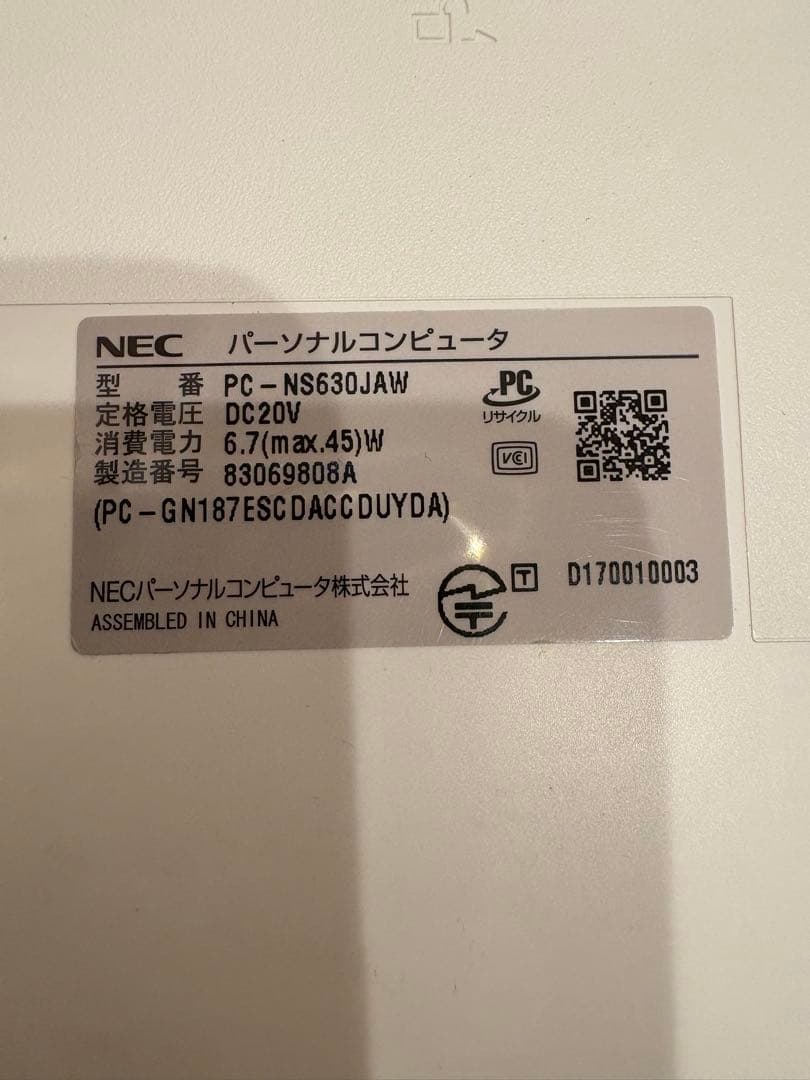 NEC パーソナルコンピュータ
型 番 PC-NS630JAW
定格電圧 DC20V
消費電力 6.7(max.45)W
製造番号 83069808A
(PC-GN187ESCDACCDUYDA)
PC
リサイクル
VCI
NECパーソナルコンピュータ株式会社
ASSEMBLED IN CHINA
T D170010003